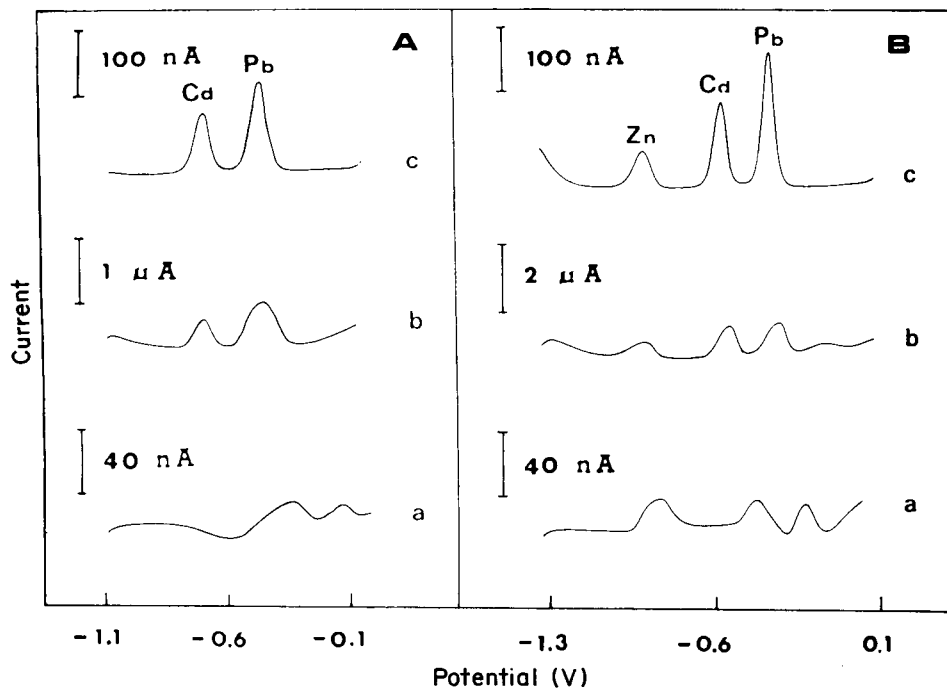 A
100 nA
Cd
Pb
c
1 μA
b
40 nA
a
B
100 nA
Zn
Cd
Pb
c
2 μA
b
40 nA
a
Current
-1.1
-0.6
-0.1
-1.3
-0.6
0.1
Potential (V)